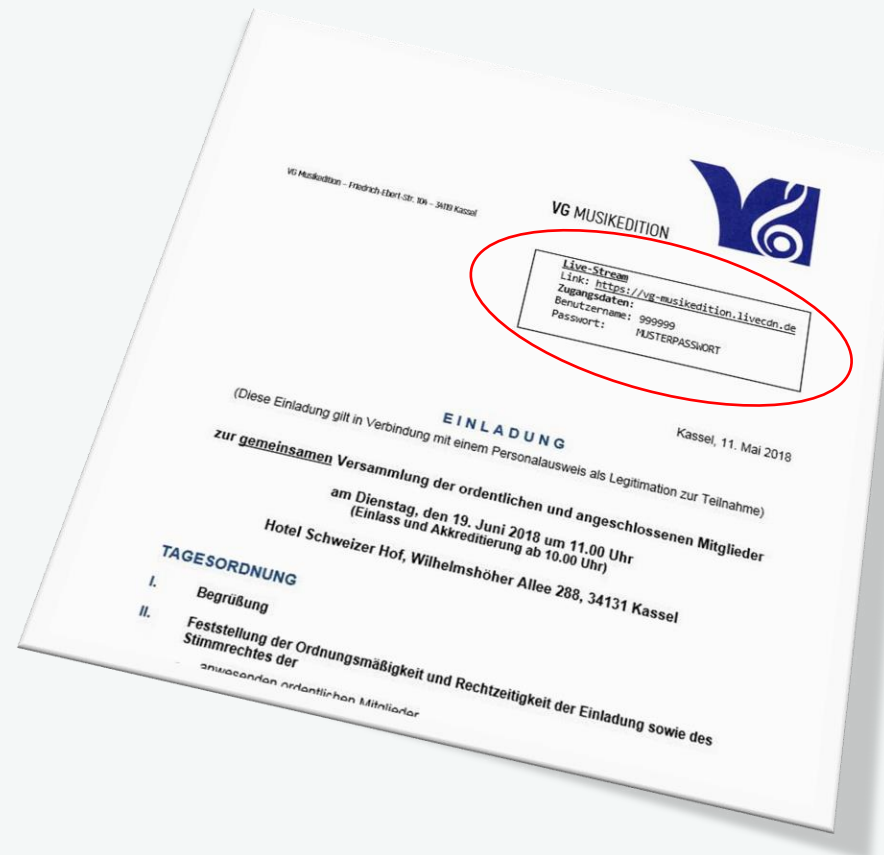 VG Musikedition – Friedrich-Ebert-Str. 104 – 34119 Kassel
VG MUSIKEDITION
Live-Stream
Link: https://vg-musikedition.livecdn.de
Zugangsdaten:
Benutzername: 999999
Passwort: MUSTERPASSWORT
Kassel, 11. Mai 2018
EINLADUNG
(Diese Einladung gilt in Verbindung mit einem Personalausweis als Legitimation zur Teilnahme)
zur gemeinsamen Versammlung der ordentlichen und angeschlossenen Mitglieder
am Dienstag, den 19. Juni 2018 um 11.00 Uhr
(Einlass und Akkreditierung ab 10.00 Uhr)
Hotel Schweizer Hof, Wilhelmshöher Allee 288, 34131 Kassel
TAGESORDNUNG
I. Begrüßung
II. Feststellung der Ordnungsmäßigkeit und Rechtzeitigkeit der Einladung sowie des
Stimmrechtes der
anwesenden ordentlichen Mitglieder